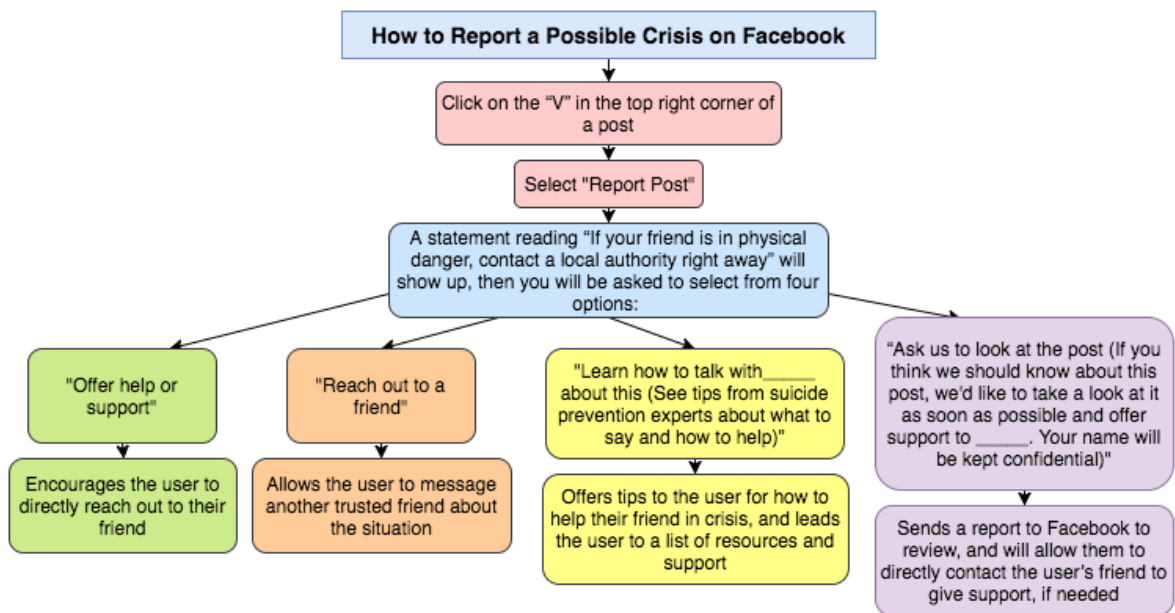 How to Report a Possible Crisis on Facebook
Click on the “V” in the top right corner of
a post
Select "Report Post"
A statement reading “If your friend is in physical
danger, contact a local authority right away” will
show up, then you will be asked to select from four
options:
"Offer help or
support"
"Reach out to a
friend"
"Learn how to talk with_____
about this (See tips from suicide
prevention experts about what to
say and how to help)"
“Ask us to look at the post (If you
think we should know about this
post, we’d like to take a look at it
as soon as possible and offer
support to _____. Your name will
be kept confidential)"
Encourages the user to
directly reach out to their
friend
Allows the user to message
another trusted friend about
the situation
Offers tips to the user for how to
help their friend in crisis, and leads
the user to a list of resources and
support
Sends a report to Facebook to
review, and will allow them to
directly contact the user’s friend to
give support, if needed